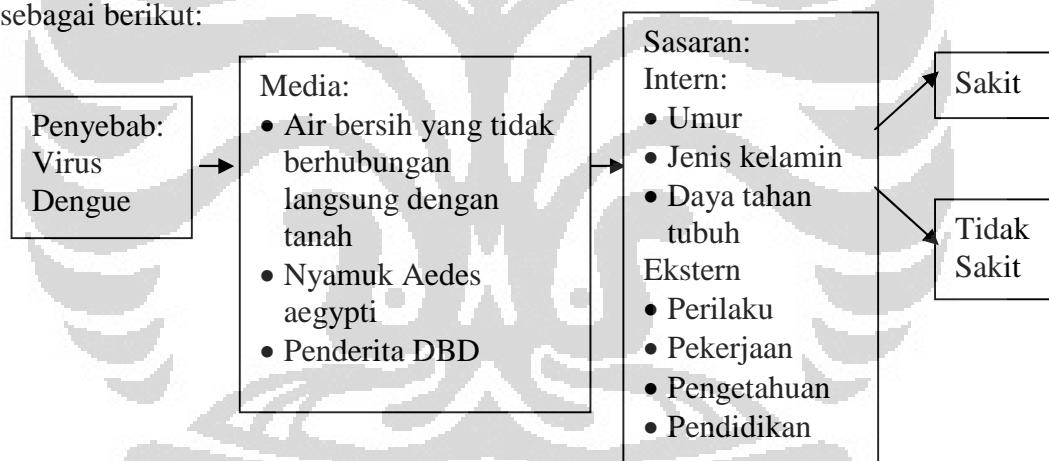 sebagai berikut:
Penyebab:
Virus
Dengue
Media:
• Air bersih yang tidak
berhubungan
langsung dengan
tanah
• Nyamuk Aedes
aegypti
• Penderita DBD
Sasaran:
Intern:
• Umur
• Jenis kelamin
• Daya tahan
tubuh
Ekstern
• Perilaku
• Pekerjaan
• Pengetahuan
• Pendidikan
Sakit
Tidak
Sakit